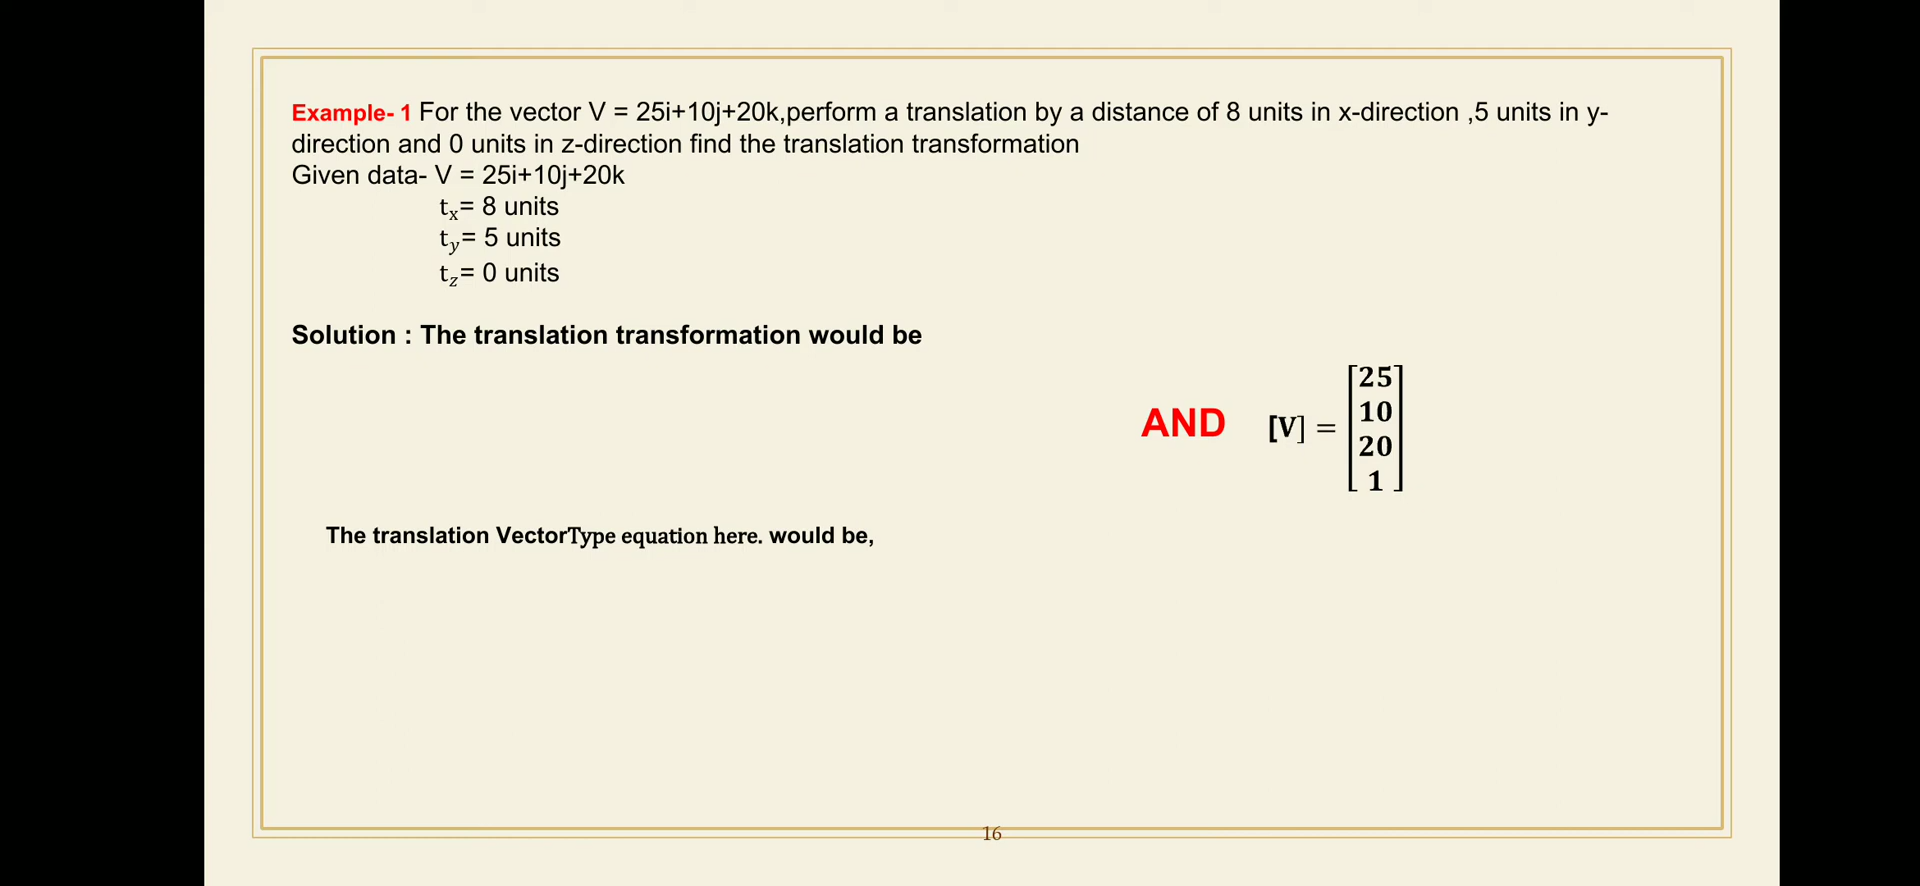 Example- 1 For the vector V = 25i+10j+20k,perform a translation by a distance of 8 units in x-direction ,5 units in y-
direction and 0 units in z-direction find the translation transformation
Given data- V = 25i+10j+20k
tₓ= 8 units
t_y= 5 units
t_z= 0 units
Solution : The translation transformation would be
AND [V] = [25
10
20
1]
The translation VectorType equation here. would be,
16